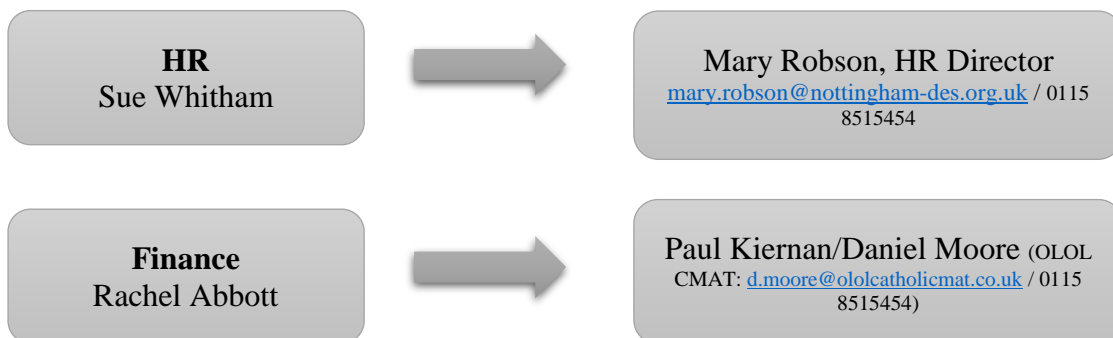 HR
Sue Whitham
Mary Robson, HR Director
mary.robson@nottingham-des.org.uk / 0115
8515454
Finance
Rachel Abbott
Paul Kiernan/Daniel Moore (OLOL
CMAT: d.moore@ololcatholicmat.co.uk / 0115
8515454)